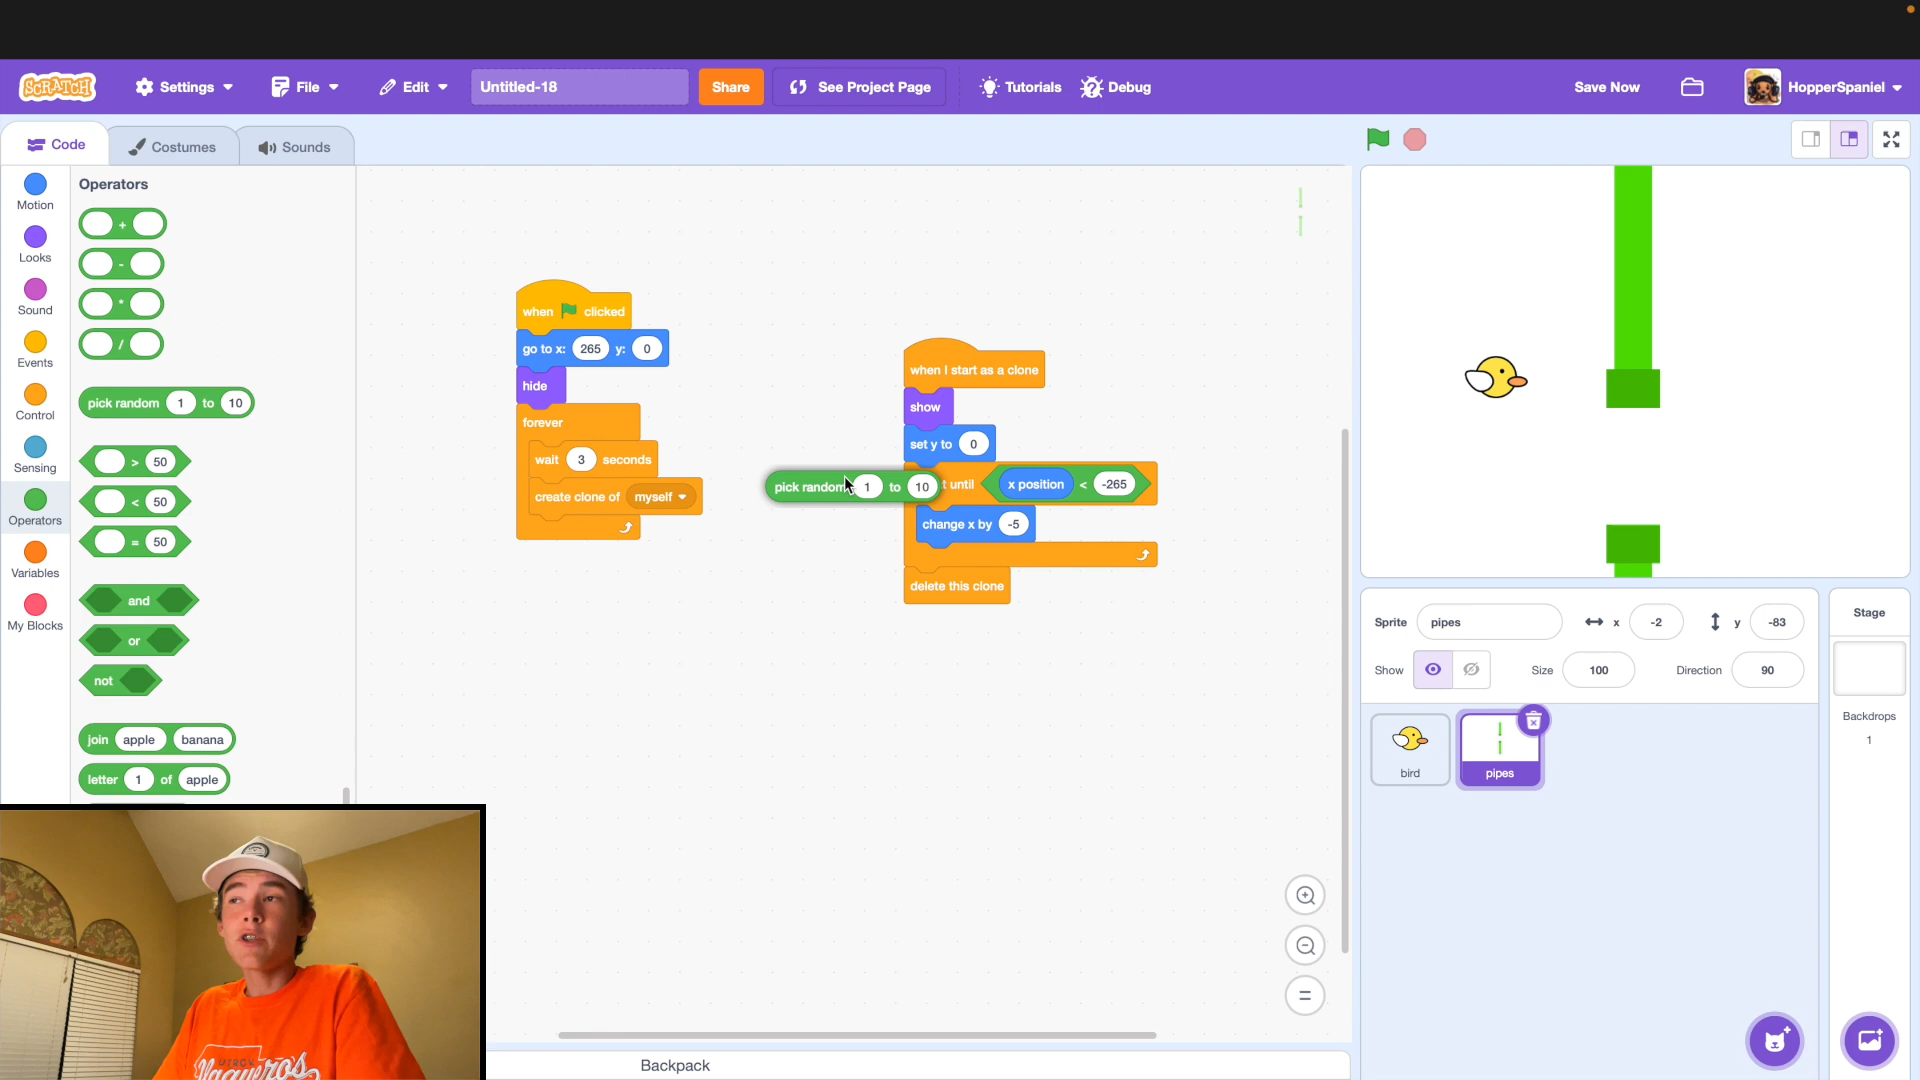 SCRATCH Settings File Edit Untitled-18 Share See Project Page Tutorials Debug Save Now HopperSpaniel
Code Costumes Sounds
Motion
Looks
Sound
Events
Control
Sensing
Operators
Variables
My Blocks
Operators
+
-
*
/
pick random 1 to 10
> 50
< 50
= 50
and
or
not
join apple banana
letter 1 of apple
when clicked
go to x: 265 y: 0
hide
forever
wait 3 seconds
create clone of myself
pick random 1 to 10
when I start as a clone
show
set y to 0
t until x position < -265
change x by -5
delete this clone
Backpack
Sprite pipes x -2 y -83
Show Size 100 Direction 90
bird
pipes
Stage
Backdrops
1